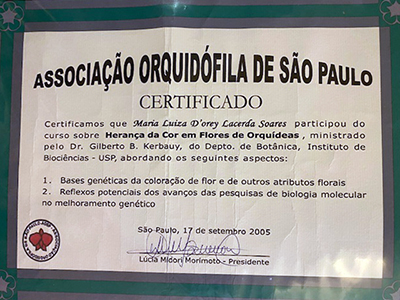 ASSOCIAÇÃO ORQUIDÓFILA DE SÃO PAULO
CERTIFICADO
Certificamos que Maria Luiza D'orey Lacerda Soares participou do
curso sobre Herança da Cor em Flores de Orquídeas, ministrado
pelo Dr. Gilberto B. Kerbauy, do Depto. de Botânica, Instituto de
Biociências - USP, abordando os seguintes aspectos:
1. Bases genéticas da coloração de flor e de outros atributos florais
2. Reflexos potenciais dos avanços das pesquisas de biologia molecular
no melhoramento genético
São Paulo, 17 de setembro 2005
Lúcia Midori Morimoto - Presidente